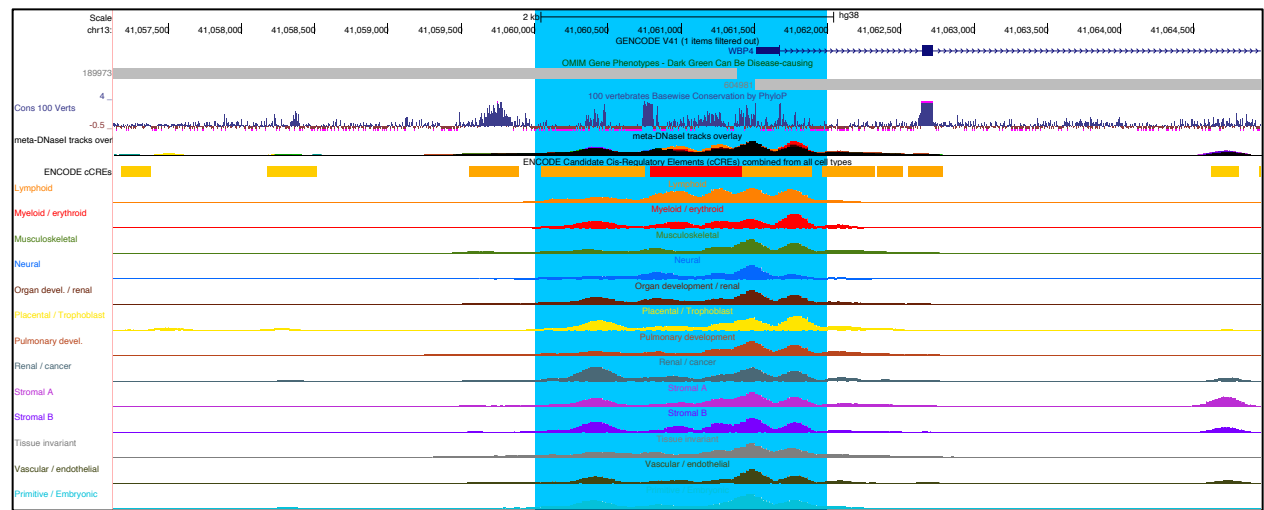 Scale 2 kb hg38
chr13: 41,057,500 41,058,000 41,058,500 41,059,000 41,059,500 41,060,000 41,060,500 41,061,000 41,061,500 41,062,000 41,062,500 41,063,000 41,063,500 41,064,000 41,064,500
GENCODE V41 (1 items filtered out)
WBP4
OMIM Gene Phenotypes - Dark Green Can Be Disease-causing
189973
4
100 vertebrates Basewise Conservation by PhyloP
Cons 100 Verts
-0.5
meta-DNaseI tracks over meta-DNaseI tracks overlay
ENCODE Candidate Cis-Regulatory Elements (cCREs) combined from all cell types
ENCODE cCREs
Lymphoid Lymphoid
Myeloid / erythroid Myeloid / erythroid
Musculoskeletal Musculoskeletal
Neural Neural
Organ devel. / renal Organ development / renal
Placental / Trophoblast Placental / Trophoblast
Pulmonary devel. Pulmonary development
Renal / cancer Renal / cancer
Stromal A Stromal A
Stromal B Stromal B
Tissue invariant Tissue invariant
Vascular / endothelial Vascular / endothelial
Primitive / Embryonic